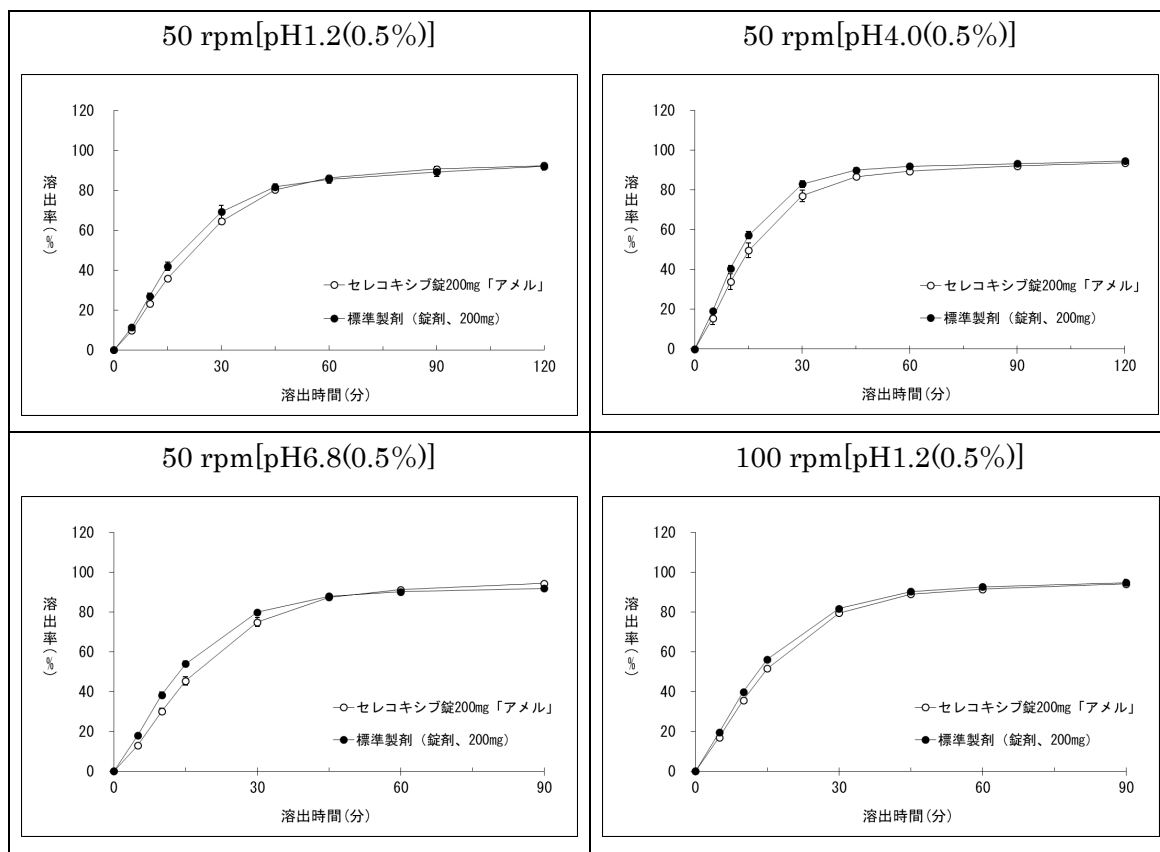 50 rpm[pH1.2(0.5%)]
120
100
80
60
40
20
0
溶出率(%)
セレコキシブ錠200mg「アメル」
標準製剤（錠剤、200mg）
0 30 60 90 120
溶出時間(分)
50 rpm[pH4.0(0.5%)]
120
100
80
60
40
20
0
溶出率(%)
セレコキシブ錠200mg「アメル」
標準製剤（錠剤、200mg）
0 30 60 90 120
溶出時間(分)
50 rpm[pH6.8(0.5%)]
120
100
80
60
40
20
0
溶出率(%)
セレコキシブ錠200mg「アメル」
標準製剤（錠剤、200mg）
0 30 60 90
溶出時間(分)
100 rpm[pH1.2(0.5%)]
120
100
80
60
40
20
0
溶出率(%)
セレコキシブ錠200mg「アメル」
標準製剤（錠剤、200mg）
0 30 60 90
溶出時間(分)